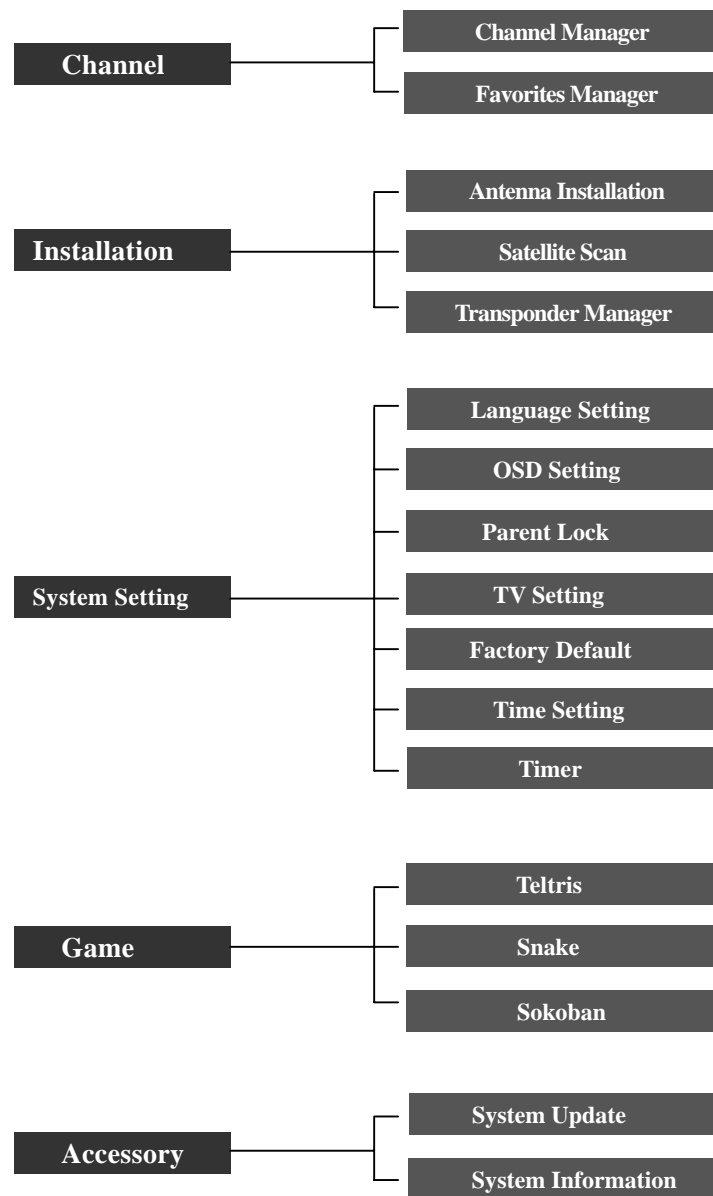 Channel
Channel Manager
Favorites Manager
Installation
Antenna Installation
Satellite Scan
Transponder Manager
System Setting
Language Setting
OSD Setting
Parent Lock
TV Setting
Factory Default
Time Setting
Timer
Game
Teltris
Snake
Sokoban
Accessory
System Update
System Information